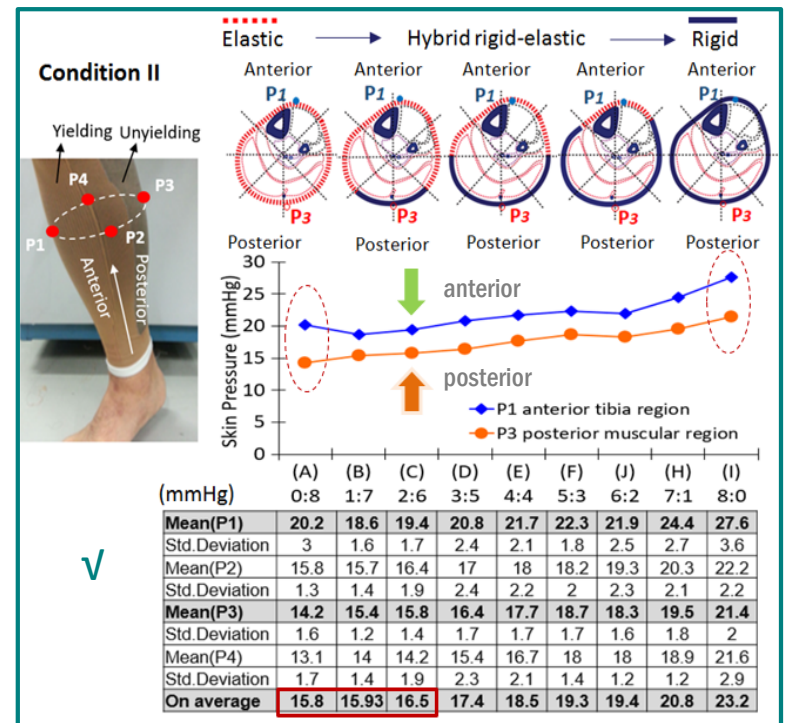 Elastic → Hybrid rigid-elastic → Rigid
Condition II
Anterior Anterior Anterior Anterior Anterior
P1 P1 P1 P1 P1
Yielding Unyielding
P4 P3
P1 P2
Anterior
Posterior
P3 P3 P3 P3 P3
Posterior Posterior Posterior Posterior Posterior
Skin Pressure (mmHg)
30
25
20
15
10
5
0
anterior
posterior
P1 anterior tibia region
P3 posterior muscular region
(A) (B) (C) (D) (E) (F) (J) (H) (I)
(mmHg) 0:8 1:7 2:6 3:5 4:4 5:3 6:2 7:1 8:0
Mean(P1) 20.2 18.6 19.4 20.8 21.7 22.3 21.9 24.4 27.6
Std.Deviation 3 1.6 1.7 2.4 2.1 1.8 2.5 2.7 3.6
Mean(P2) 15.8 15.7 16.4 17 18 18.2 19.3 20.3 22.2
Std.Deviation 1.3 1.4 1.9 2.4 2.2 2 2.3 2.1 2.2
Mean(P3) 14.2 15.4 15.8 16.4 17.7 18.7 18.3 19.5 21.4
Std.Deviation 1.6 1.2 1.4 1.7 1.7 1.7 1.6 1.8 2
Mean(P4) 13.1 14 14.2 15.4 16.7 18 18 18.9 21.6
Std.Deviation 1.7 1.4 1.9 2.3 2.1 1.4 1.2 1.2 2.9
On average 15.8 15.93 16.5 17.4 18.5 19.3 19.4 20.8 23.2
√